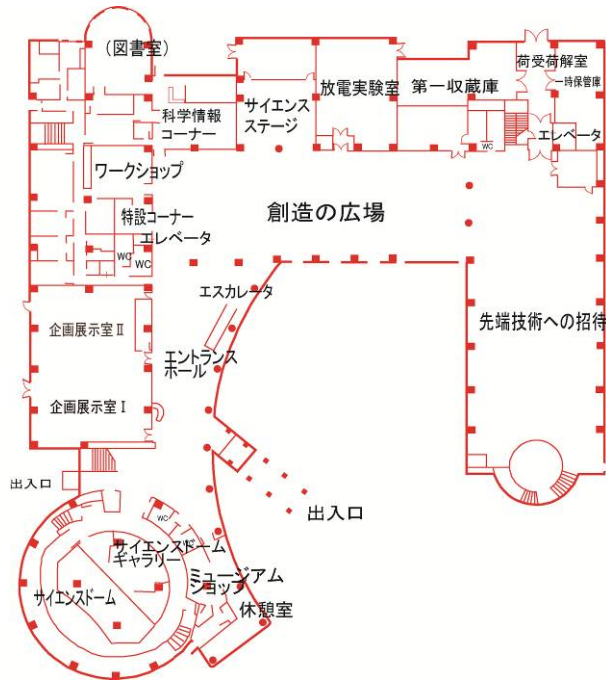 (図書室)
科学情報
コーナー
サイエンス
ステージ
放電実験室
第一収蔵庫
荷受荷解室
一時保管庫
エレベータ
WC
ワークショップ
特設コーナー
エレベータ
WC
WC
創造の広場
エスカレータ
先端技術への招待
企画展示室Ⅱ
エントランス
ホール
企画展示室Ⅰ
出入口
出入口
WC
WC
サイエンスドーム
ギャラリー
ミュージアム
ショップ
サイエンスドーム
休憩室